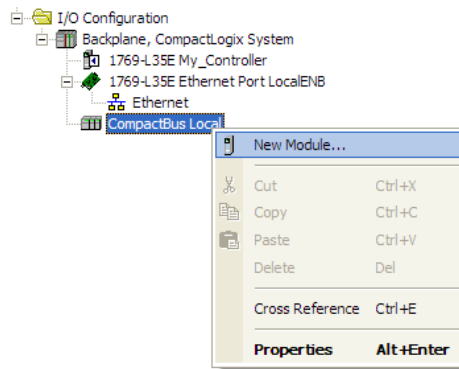 I/O Configuration
Backplane, CompactLogix System
1769-L35E My_Controller
1769-L35E Ethernet Port LocalENB
Ethernet
CompactBus Local
New Module...
Cut Ctrl+X
Copy Ctrl+C
Paste Ctrl+V
Delete Del
Cross Reference Ctrl+E
Properties Alt+Enter